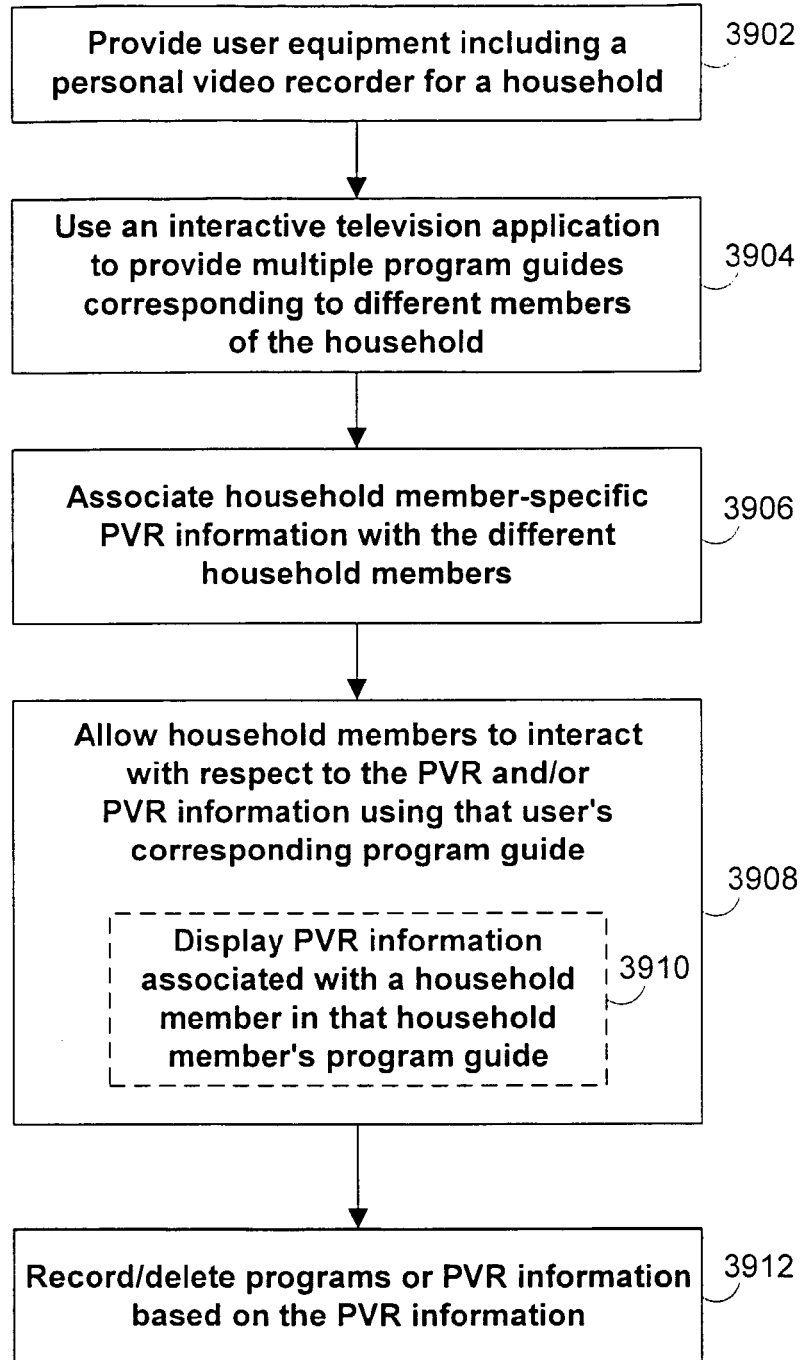 Provide user equipment including a
personal video recorder for a household
3902
Use an interactive television application
to provide multiple program guides
corresponding to different members
of the household
3904
Associate household member-specific
PVR information with the different
household members
3906
Allow household members to interact
with respect to the PVR and/or
PVR information using that user's
corresponding program guide
3908
Display PVR information
associated with a household
member in that household
member's program guide
3910
Record/delete programs or PVR information
based on the PVR information
3912